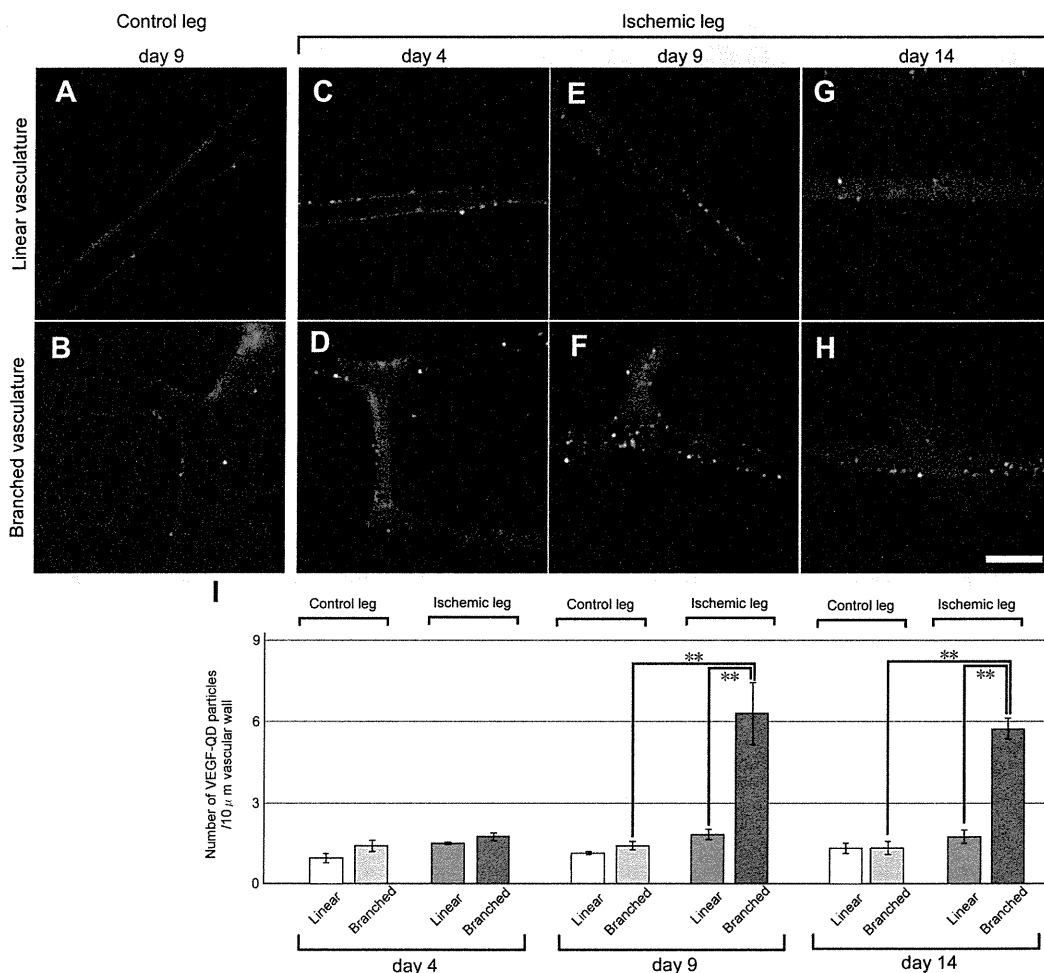 Control leg
Ischemic leg
day 9
day 4
day 9
day 14
Linear vasculature
A
C
E
G
Branched vasculature
B
D
F
H
I
Control leg
Ischemic leg
Control leg
Ischemic leg
Control leg
Ischemic leg
Number of VEGF-QD particles
/10 μm vascular wall
9
6
3
0
**
**
**
**
Linear
Branched
Linear
Branched
Linear
Branched
Linear
Branched
Linear
Branched
Linear
Branched
day 4
day 9
day 14